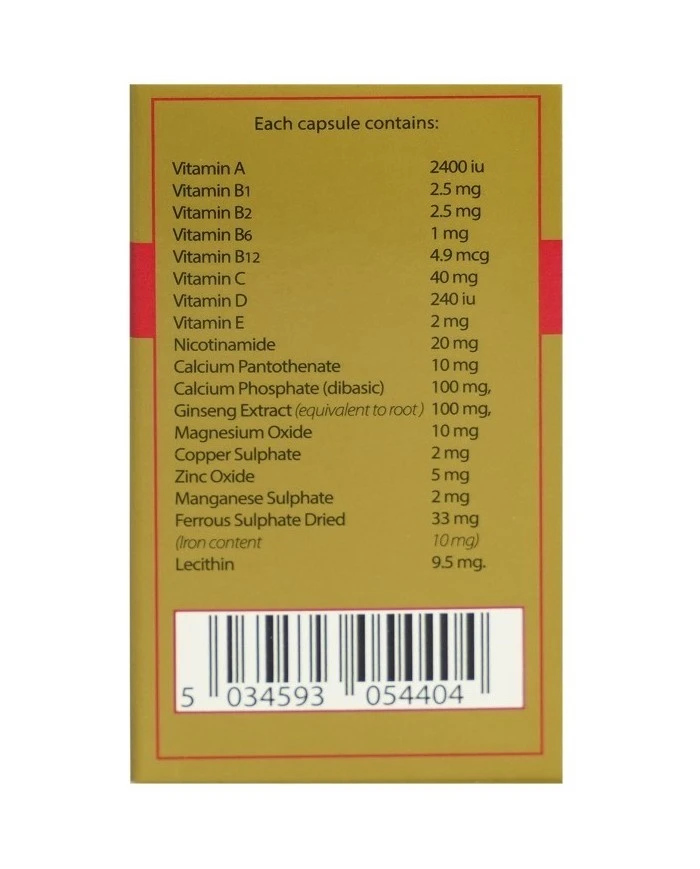 Each capsule contains:
Vitamin A 2400 iu
Vitamin B1 2.5 mg
Vitamin B2 2.5 mg
Vitamin B6 1 mg
Vitamin B12 4.9 mcg
Vitamin C 40 mg
Vitamin D 240 iu
Vitamin E 2 mg
Nicotinamide 20 mg
Calcium Pantothenate 10 mg
Calcium Phosphate (dibasic) 100 mg,
Ginseng Extract (equivalent to root) 100 mg,
Magnesium Oxide 10 mg
Copper Sulphate 2 mg
Zinc Oxide 5 mg
Manganese Sulphate 2 mg
Ferrous Sulphate Dried 33 mg
(Iron content 10 mg)
Lecithin 9.5 mg.
5 034593 054404